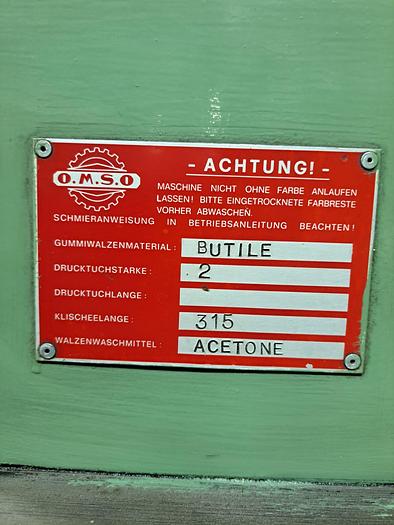 O.M.S.O
- ACHTUNG! -
MASCHINE NICHT OHNE FARBE ANLAUFEN
LASSEN! BITTE EINGETROCKNETE FARBRESTE
VORHER ABWASCHEN.
SCHMIERANWEISUNG IN BETRIEBSANLEITUNG BEACHTEN!
GUMMIWALZENMATERIAL: BUTILE
DRUCKTUCHSTARKE: 2
DRUCKTUCHLANGE:
KLISCHEELANGE: 315
WALZENWASCHMITTEL: ACETONE